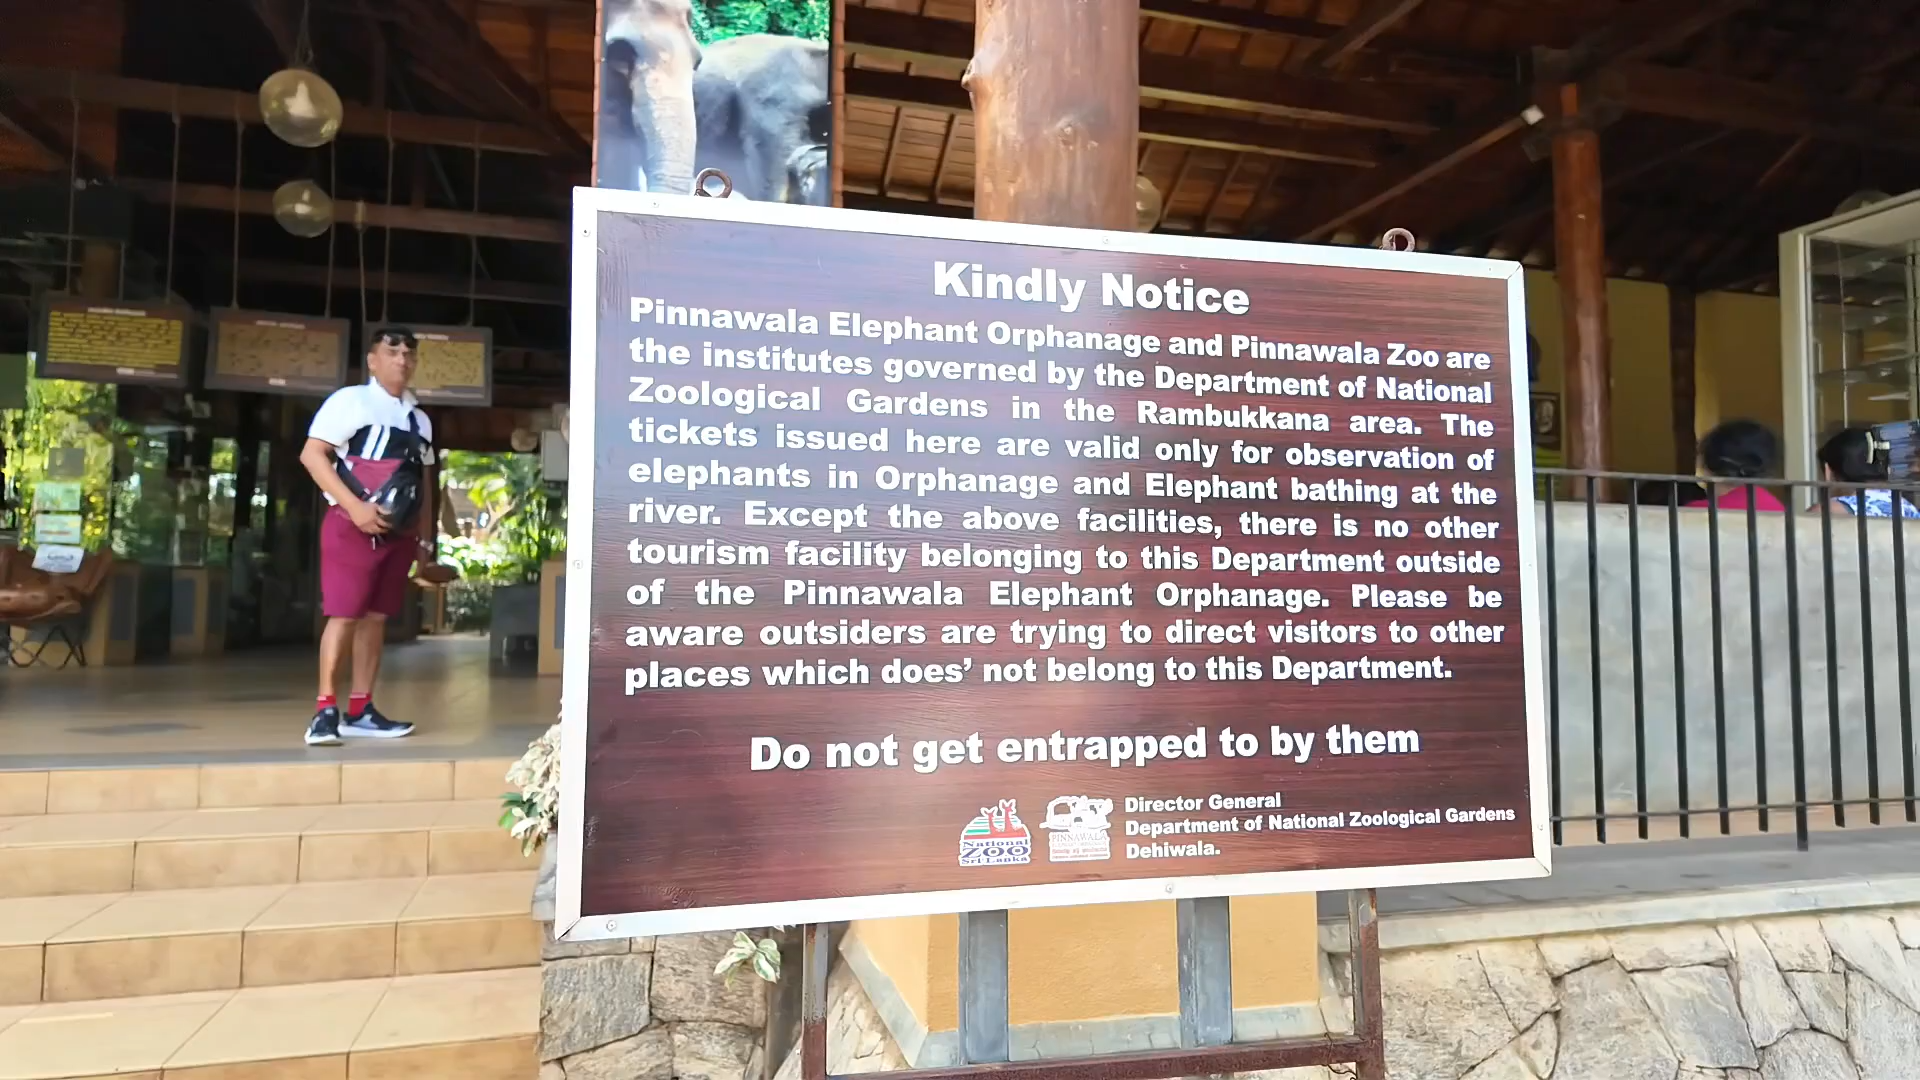 Kindly Notice
Pinnawala Elephant Orphanage and Pinnawala Zoo are
the institutes governed by the Department of National
Zoological Gardens in the Rambukkana area. The
tickets issued here are valid only for observation of
elephants in Orphanage and Elephant bathing at the
river. Except the above facilities, there is no other
tourism facility belonging to this Department outside
of the Pinnawala Elephant Orphanage. Please be
aware outsiders are trying to direct visitors to other
places which does’ not belong to this Department.
Do not get entrapped to by them
Director General
Department of National Zoological Gardens
Dehiwala.
National
ZOO
Sri Lanka
PINNAWALA